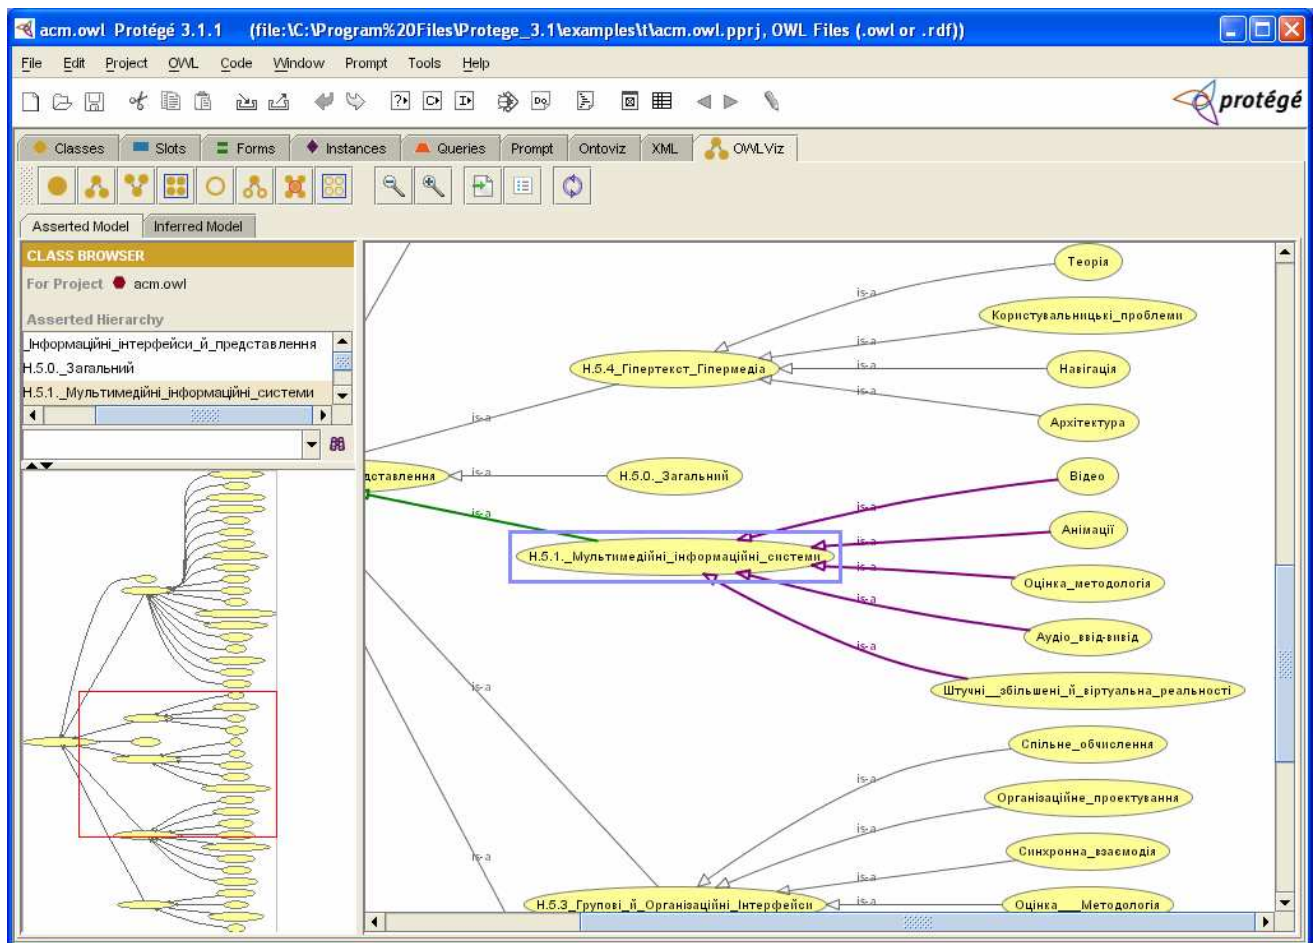 acm.owl Protégé 3.1.1 (file:\C:\Program%20Files\Protege_3.1\examples\t\acm.owl.pprj, OWL Files (.owl or .rdf))
File Edit Project OWL Code Window Prompt Tools Help
protégé
Classes Slots Forms Instances Queries Prompt Ontoviz XML OWLViz
Asserted Model Inferred Model
CLASS BROWSER
For Project acm.owl
Asserted Hierarchy
_Інформаційні_інтерфейси_й_представлення
H.5.0._Загальний
H.5.1._Мультимедійні_інформаційні_системи
Теорія
is-a
Користувальницькі_проблеми
is-a
H.5.4_Гіпертекст_Гіпермедіа
is-a
Навігація
is-a
Архітектура
is-a
дставлення
is-a
H.5.0._Загальний
Відео
is-a
is-a
Анімації
is-a
H.5.1._Мультимедійні_інформаційні_системи
is-a
Оцінка_методологія
is-a
Аудіо_ввід-вивід
is-a
Штучні__збільшені_й_віртуальна_реальності
Спільне_обчислення
is-a
Організаційне_проектування
is-a
Синхронна_взаємодія
is-a
is-a
H.5.3_Групові_й_Організаційні_Інтерфейси
is-a
Оцінка___Методологія